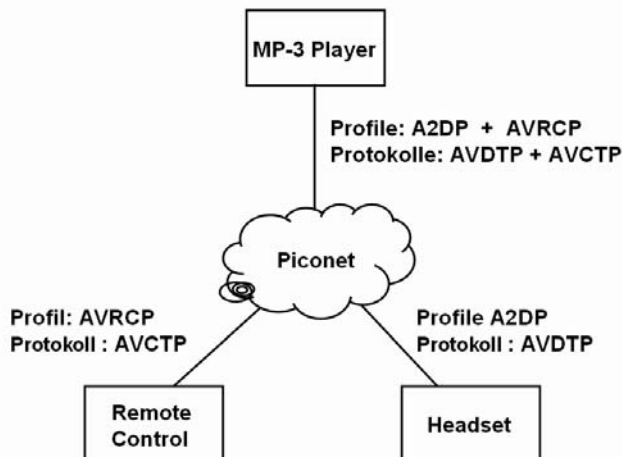 MP-3 Player
Profile: A2DP + AVRCP
Protokolle: AVDTP + AVCTP
Piconet
Profil: AVRCP
Protokoll : AVCTP
Profile A2DP
Protokoll : AVDTP
Remote
Control
Headset